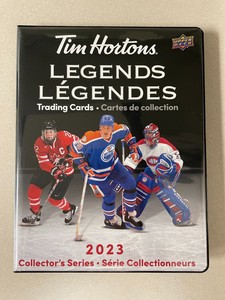 Tim Hortons
UPPER DECK
LEGENDS
LÉGENDES
Trading Cards • Cartes de collection
2023
Collector's Series • Série Collectionneurs